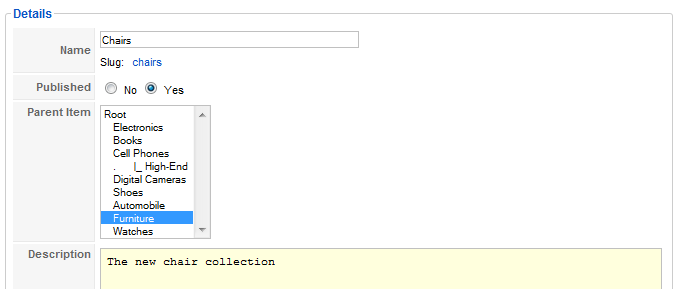 Details
Name
Chairs
Slug: chairs
Published
No Yes
Parent Item
Root
Electronics
Books
Cell Phones
. |_ High-End
Digital Cameras
Shoes
Automobile
Furniture
Watches
Description
The new chair collection